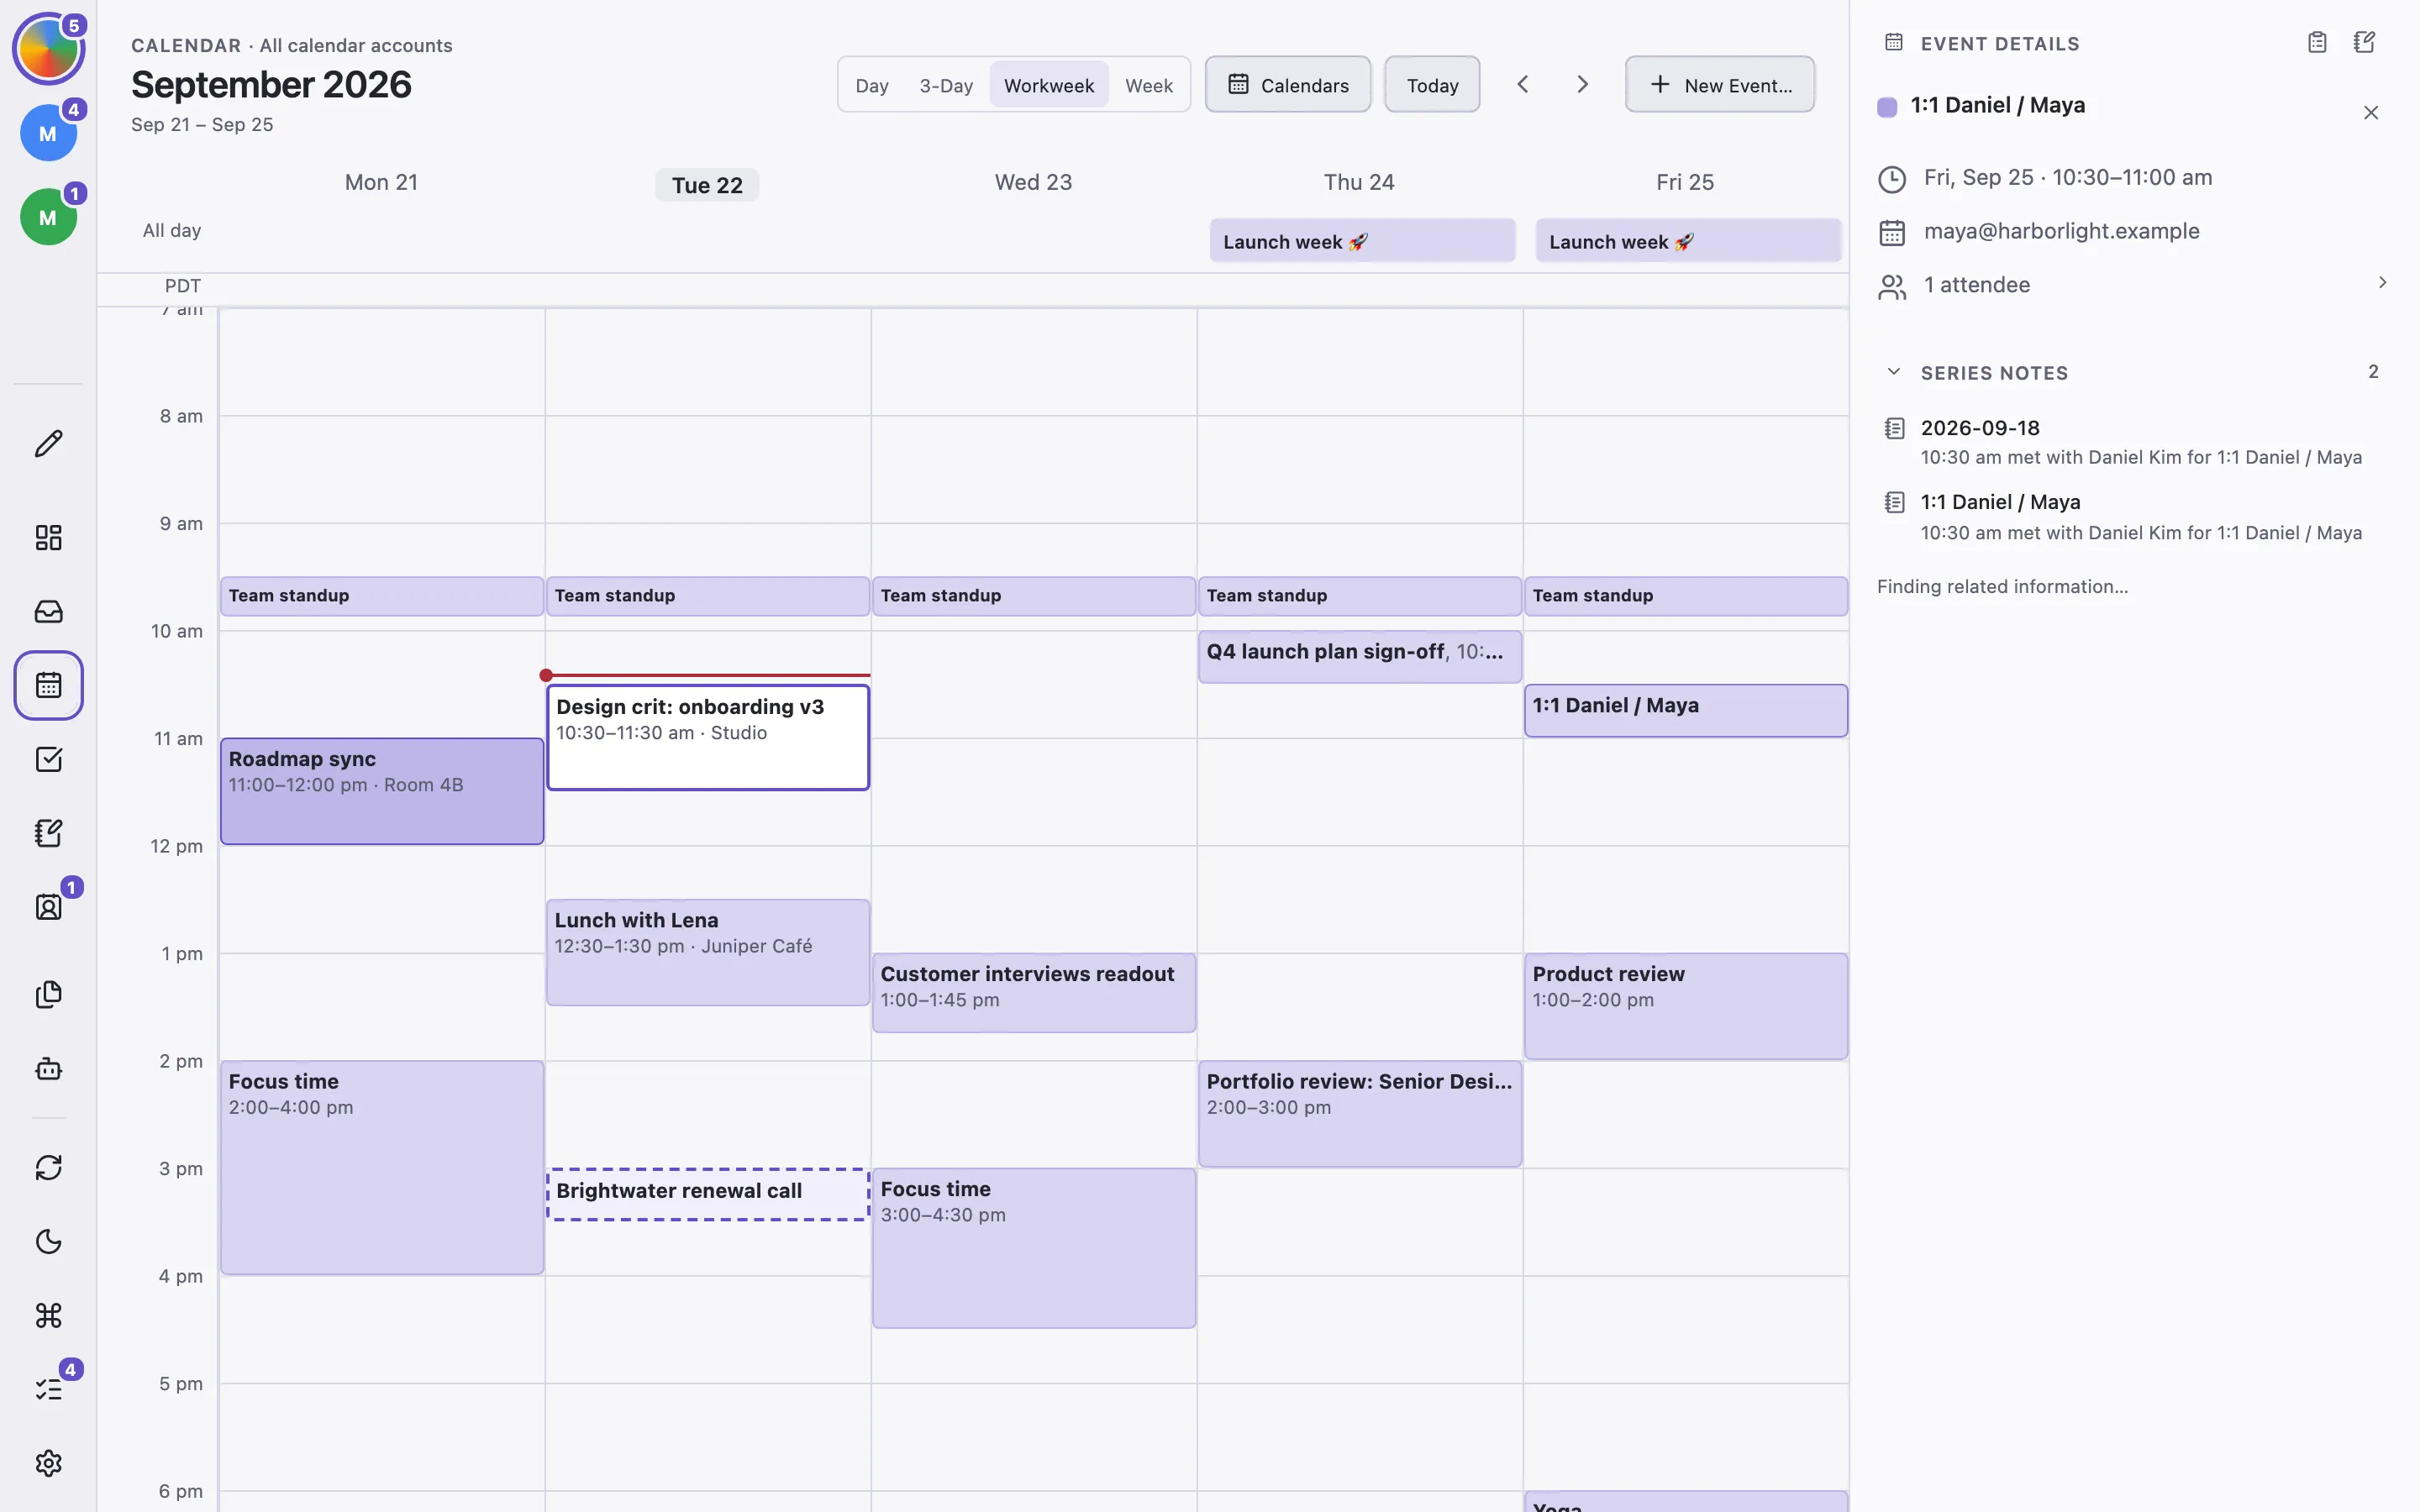 5
M
4
M
1
1
4
CALENDAR · All calendar accounts
September 2026
Sep 21 – Sep 25
Day
3-Day
Workweek
Week
Calendars
Today
New Event...
Mon 21
Tue 22
Wed 23
Thu 24
Fri 25
All day
Launch week 🚀
Launch week 🚀
PDT
7 am
8 am
9 am
Team standup
Team standup
Team standup
Team standup
Team standup
10 am
Q4 launch plan sign-off, 10:...
Design crit: onboarding v3
10:30–11:30 am · Studio
1:1 Daniel / Maya
11 am
Roadmap sync
11:00–12:00 pm · Room 4B
12 pm
Lunch with Lena
12:30–1:30 pm · Juniper Café
1 pm
Customer interviews readout
1:00–1:45 pm
Product review
1:00–2:00 pm
2 pm
Focus time
2:00–4:00 pm
Portfolio review: Senior Desi...
2:00–3:00 pm
3 pm
Brightwater renewal call
Focus time
3:00–4:30 pm
4 pm
5 pm
6 pm
Yoga
EVENT DETAILS
1:1 Daniel / Maya
Fri, Sep 25 · 10:30–11:00 am
maya@harborlight.example
1 attendee
SERIES NOTES
2
2026-09-18
10:30 am met with Daniel Kim for 1:1 Daniel / Maya
1:1 Daniel / Maya
10:30 am met with Daniel Kim for 1:1 Daniel / Maya
Finding related information...